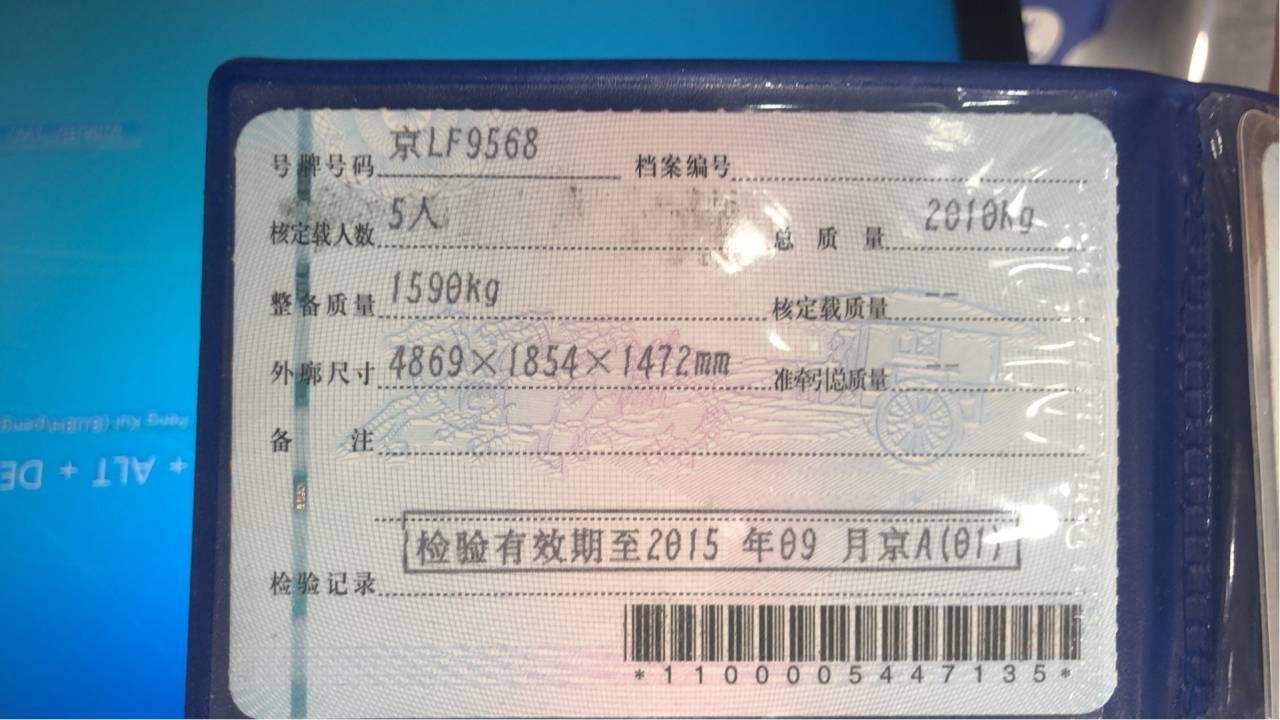 号牌号码 京LF9568 档案编号
核定载人数 5人 总质量 2010kg
整备质量 1590kg 核定载质量 --
外廓尺寸 4869×1854×1472mm 准牵引总质量 --
备注
检验有效期至2015 年09 月京A(01)
检验记录
*1100005447135*
+ ALT + DE